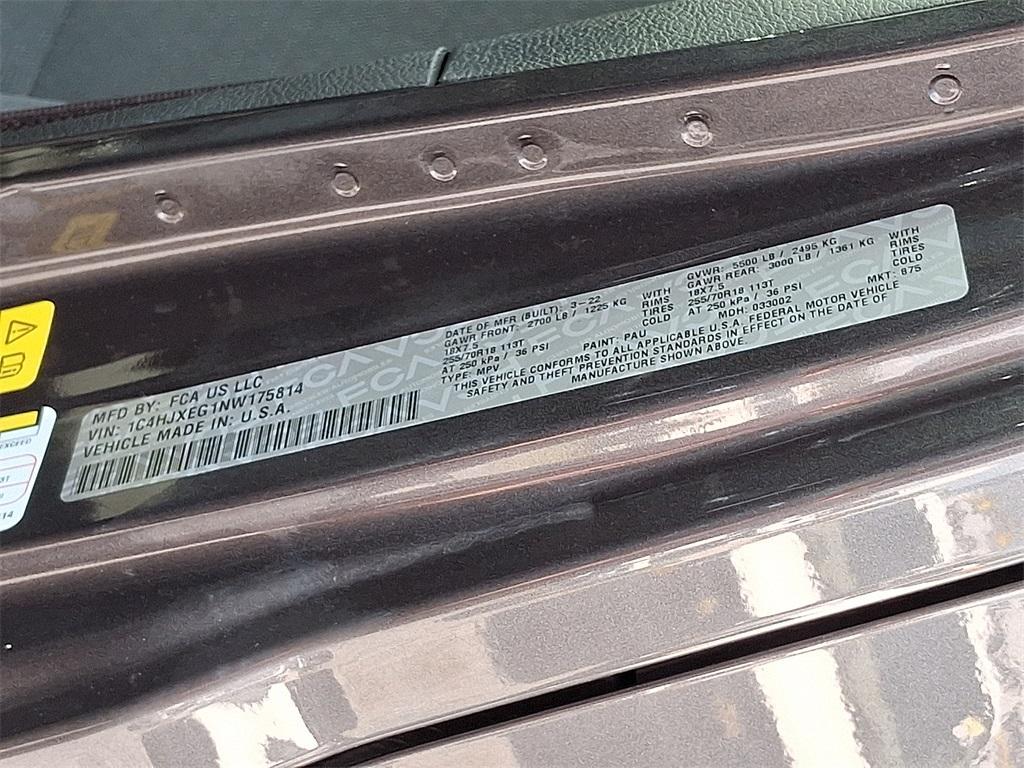 MFD BY: FCA US LLC
VIN: 1C4HJXEG1NW175814
VEHICLE MADE IN: U.S.A.
DATE OF MFR (BUILT): 3-22
GAWR FRONT: 2700 LB / 1225 KG WITH
18X7.5 RIMS
255/70R18 113T TIRES
AT 250 kPa / 36 PSI COLD
TYPE: MPV
GVWR: 5500 LB / 2495 KG
GAWR REAR: 3000 LB / 1361 KG WITH
18X7.5 RIMS
255/70R18 113T TIRES
AT 250 kPa / 36 PSI COLD
PAINT: PAU MDH: 033002 MKT: 875
THIS VEHICLE CONFORMS TO ALL APPLICABLE U.S.A. FEDERAL MOTOR VEHICLE
SAFETY AND THEFT PREVENTION STANDARDS IN EFFECT ON THE DATE OF
MANUFACTURE SHOWN ABOVE.
EXCEED